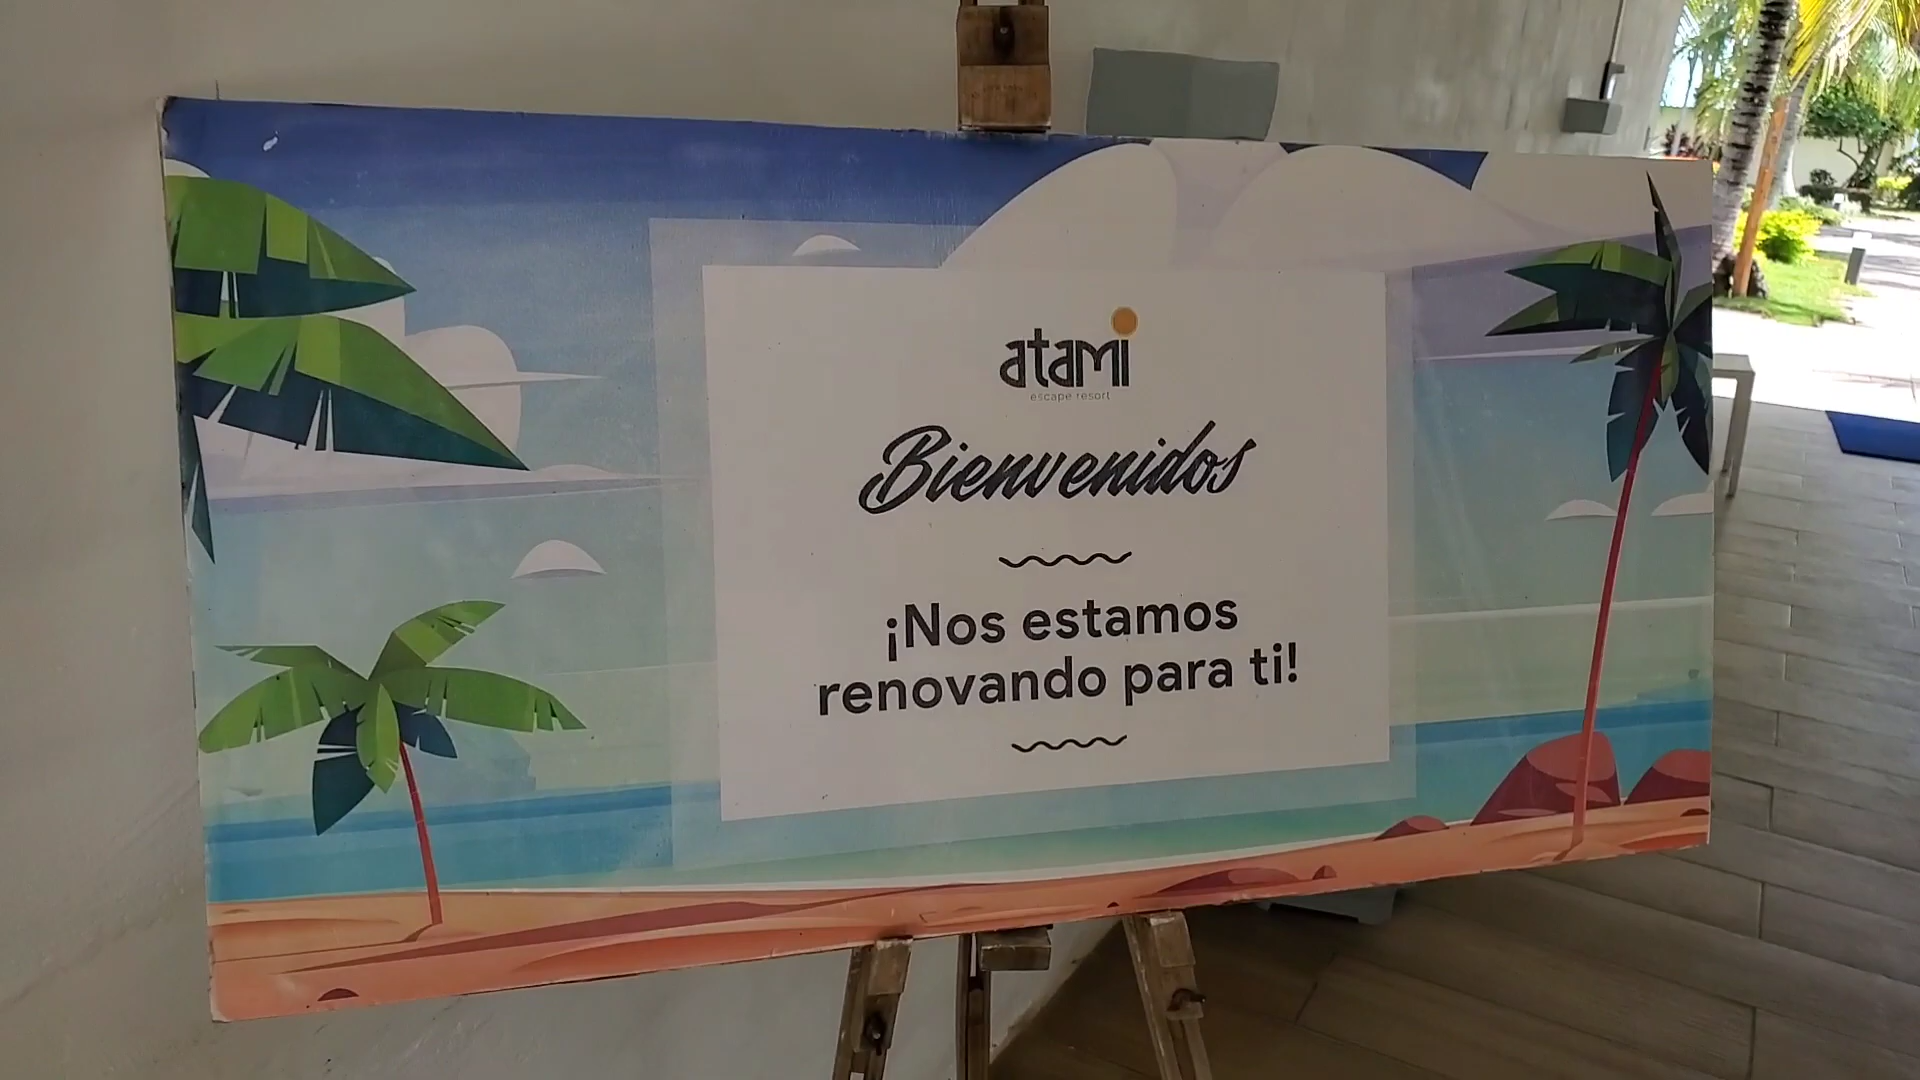 atami
escape resort
Bienvenidos
¡Nos estamos
renovando para ti!